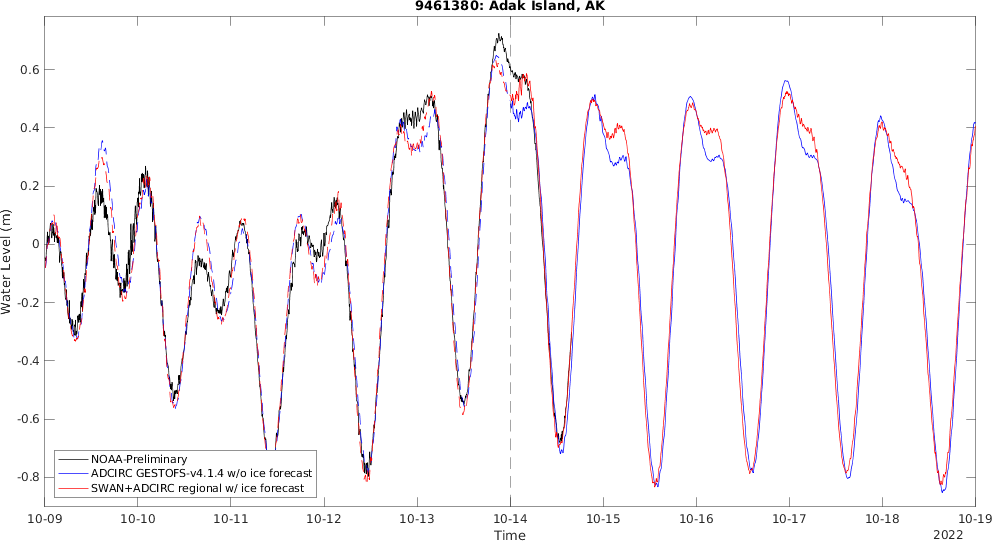 9461380: Adak Island, AK
Water Level (m)
0.6
0.4
0.2
0
-0.2
-0.4
-0.6
-0.8
NOAA-Preliminary
ADCIRC GESTOFS-v4.1.4 w/o ice forecast
SWAN+ADCIRC regional w/ ice forecast
10-09 10-10 10-11 10-12 10-13 10-14 10-15 10-16 10-17 10-18 10-19
Time
2022